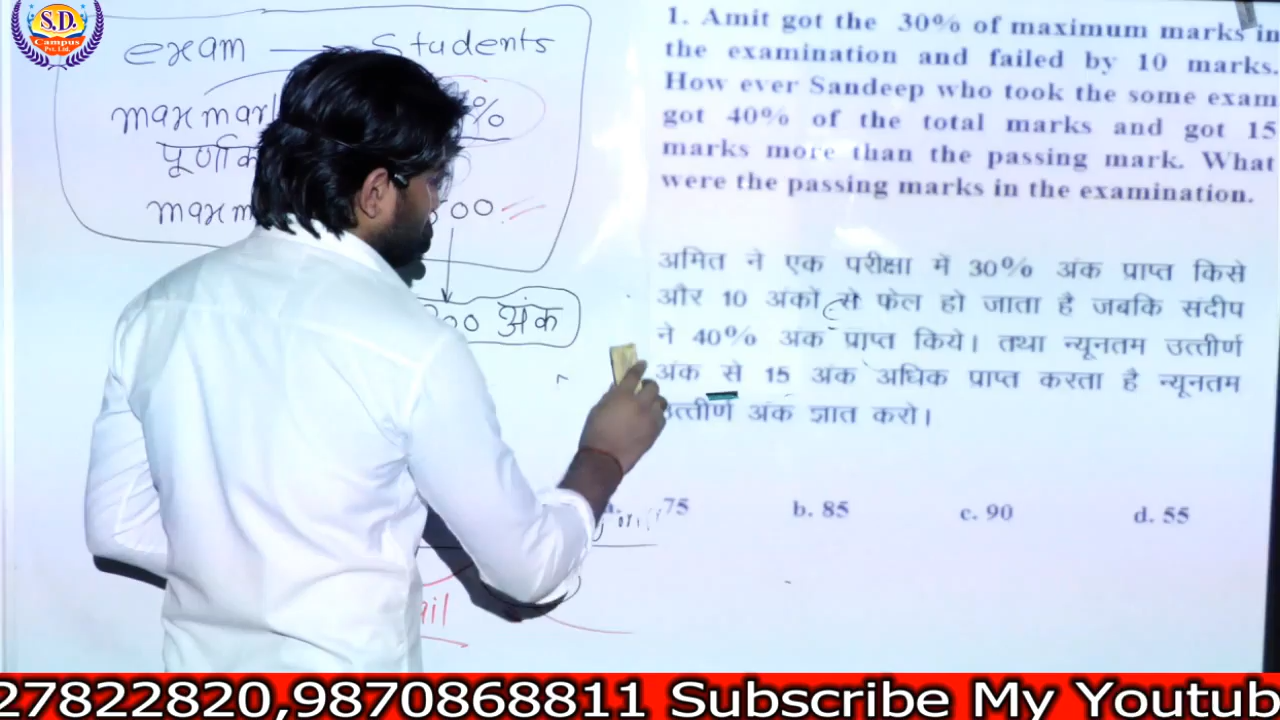 S.D.
Campus
Pvt. Ltd.
exam → Students
max mar %
पूर्णांक
max m 00
00 अंक
ail
1. Amit got the 30% of maximum marks in
the examination and failed by 10 marks.
How ever Sandeep who took the some exam
got 40% of the total marks and got 15
marks more than the passing mark. What
were the passing marks in the examination.
अमित ने एक परीक्षा में 30% अंक प्राप्त किसे
और 10 अंकों से फेल हो जाता है जबकि संदीप
ने 40% अंक प्राप्त किये। तथा न्यूनतम उत्तीर्ण
अंक से 15 अंक अधिक प्राप्त करता है न्यूनतम
उत्तीर्ण अंक ज्ञात करो।
a. 75 b. 85 c. 90 d. 55
27822820,9870868811 Subscribe My Youtub